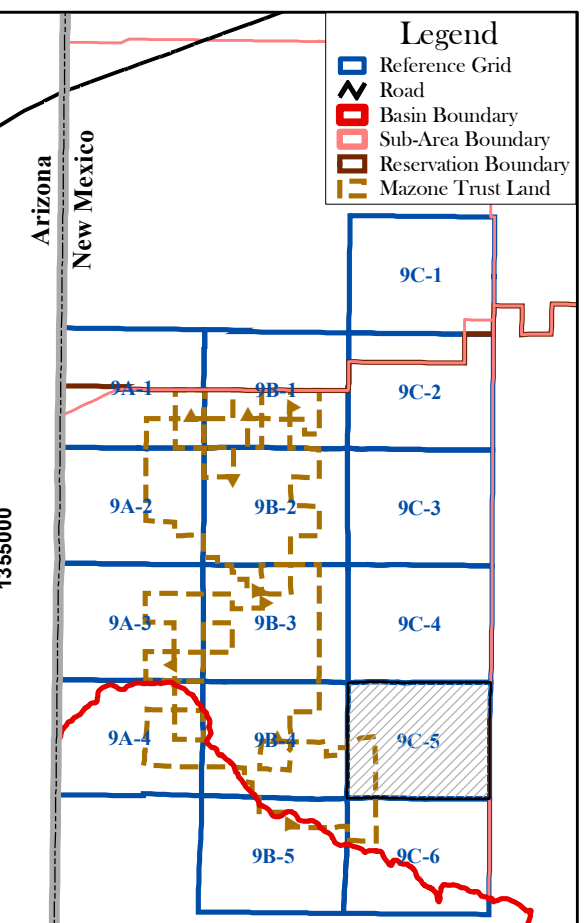 Legend
Reference Grid
Road
Basin Boundary
Sub-Area Boundary
Reservation Boundary
Mazone Trust Land
Arizona
New Mexico
9C-1
9A-1
9B-1
9C-2
9A-2
9B-2
9C-3
1355000
9A-3
9B-3
9C-4
9A-4
9B-4
9C-5
9B-5
9C-6